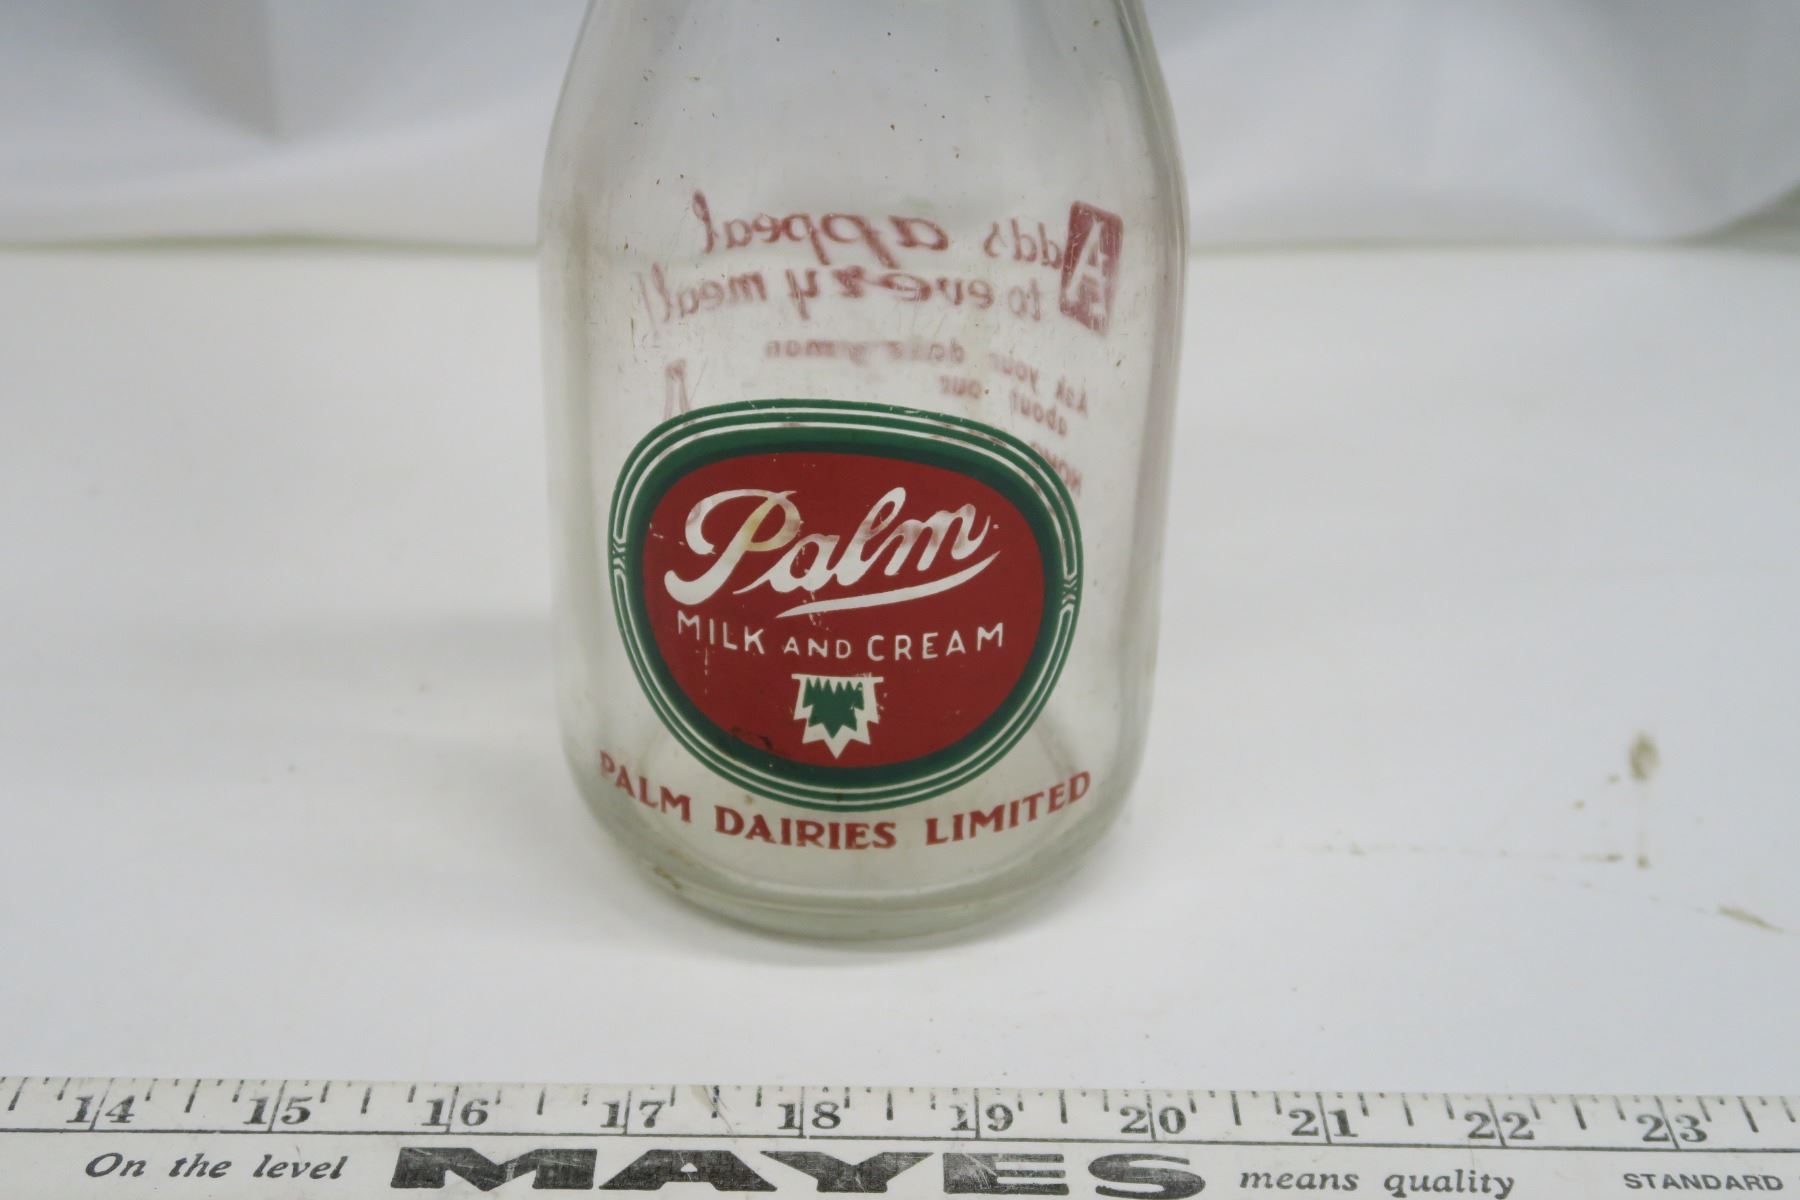 Adds appeal
to every meal!
Ask your dairyman
about our
Palm
MILK AND CREAM
PALM DAIRIES LIMITED
14 15 16 17 18 19 20 21 22 23
On the level MAYES means quality STANDARD